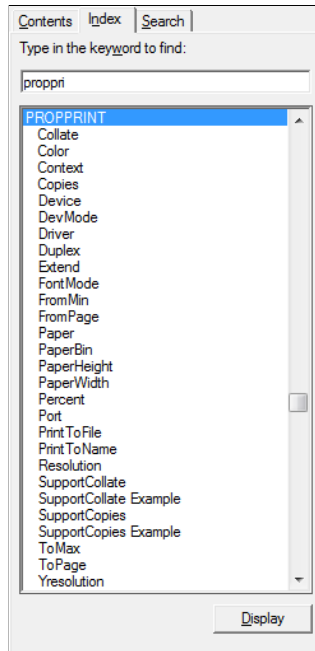 Contents Index Search
Type in the keyword to find:
proppri
PROPPRINT
Collate
Color
Context
Copies
Device
DevMode
Driver
Duplex
Extend
FontMode
FromMin
FromPage
Paper
PaperBin
PaperHeight
PaperWidth
Percent
Port
PrintToFile
PrintToName
Resolution
SupportCollate
SupportCollate Example
SupportCopies
SupportCopies Example
ToMax
ToPage
Yresolution
Display